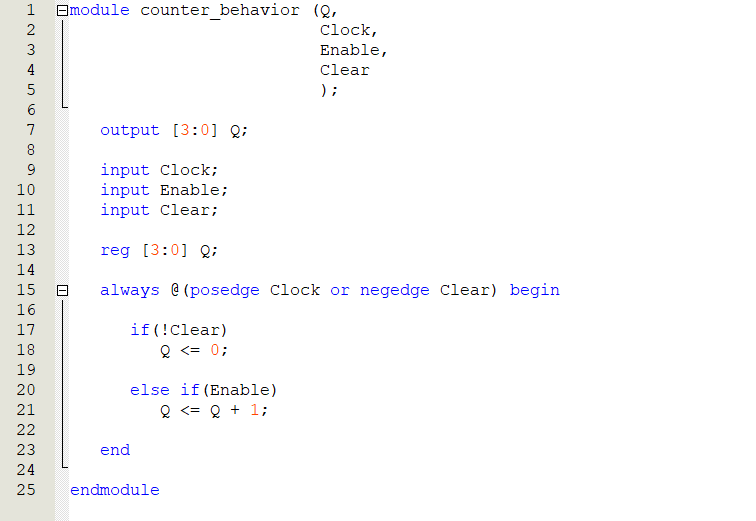 1 module counter_behavior (Q,
2 Clock,
3 Enable,
4 Clear
5 );
6
7 output [3:0] Q;
8
9 input Clock;
10 input Enable;
11 input Clear;
12
13 reg [3:0] Q;
14
15 always @(posedge Clock or negedge Clear) begin
16
17 if(!Clear)
18 Q <= 0;
19
20 else if(Enable)
21 Q <= Q + 1;
22
23 end
24
25 endmodule